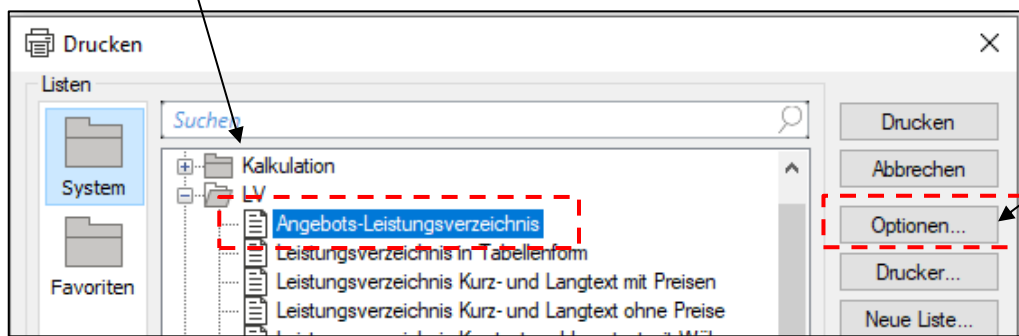 Drucken
Listen
Suchen
Drucken
Kalkulation
Abbrechen
System
LV
Angebots-Leistungsverzeichnis
Optionen...
Leistungsverzeichnis in Tabellenform
Favoriten
Leistungsverzeichnis Kurz- und Langtext mit Preisen
Drucker...
Leistungsverzeichnis Kurz- und Langtext ohne Preise
Neue Liste...